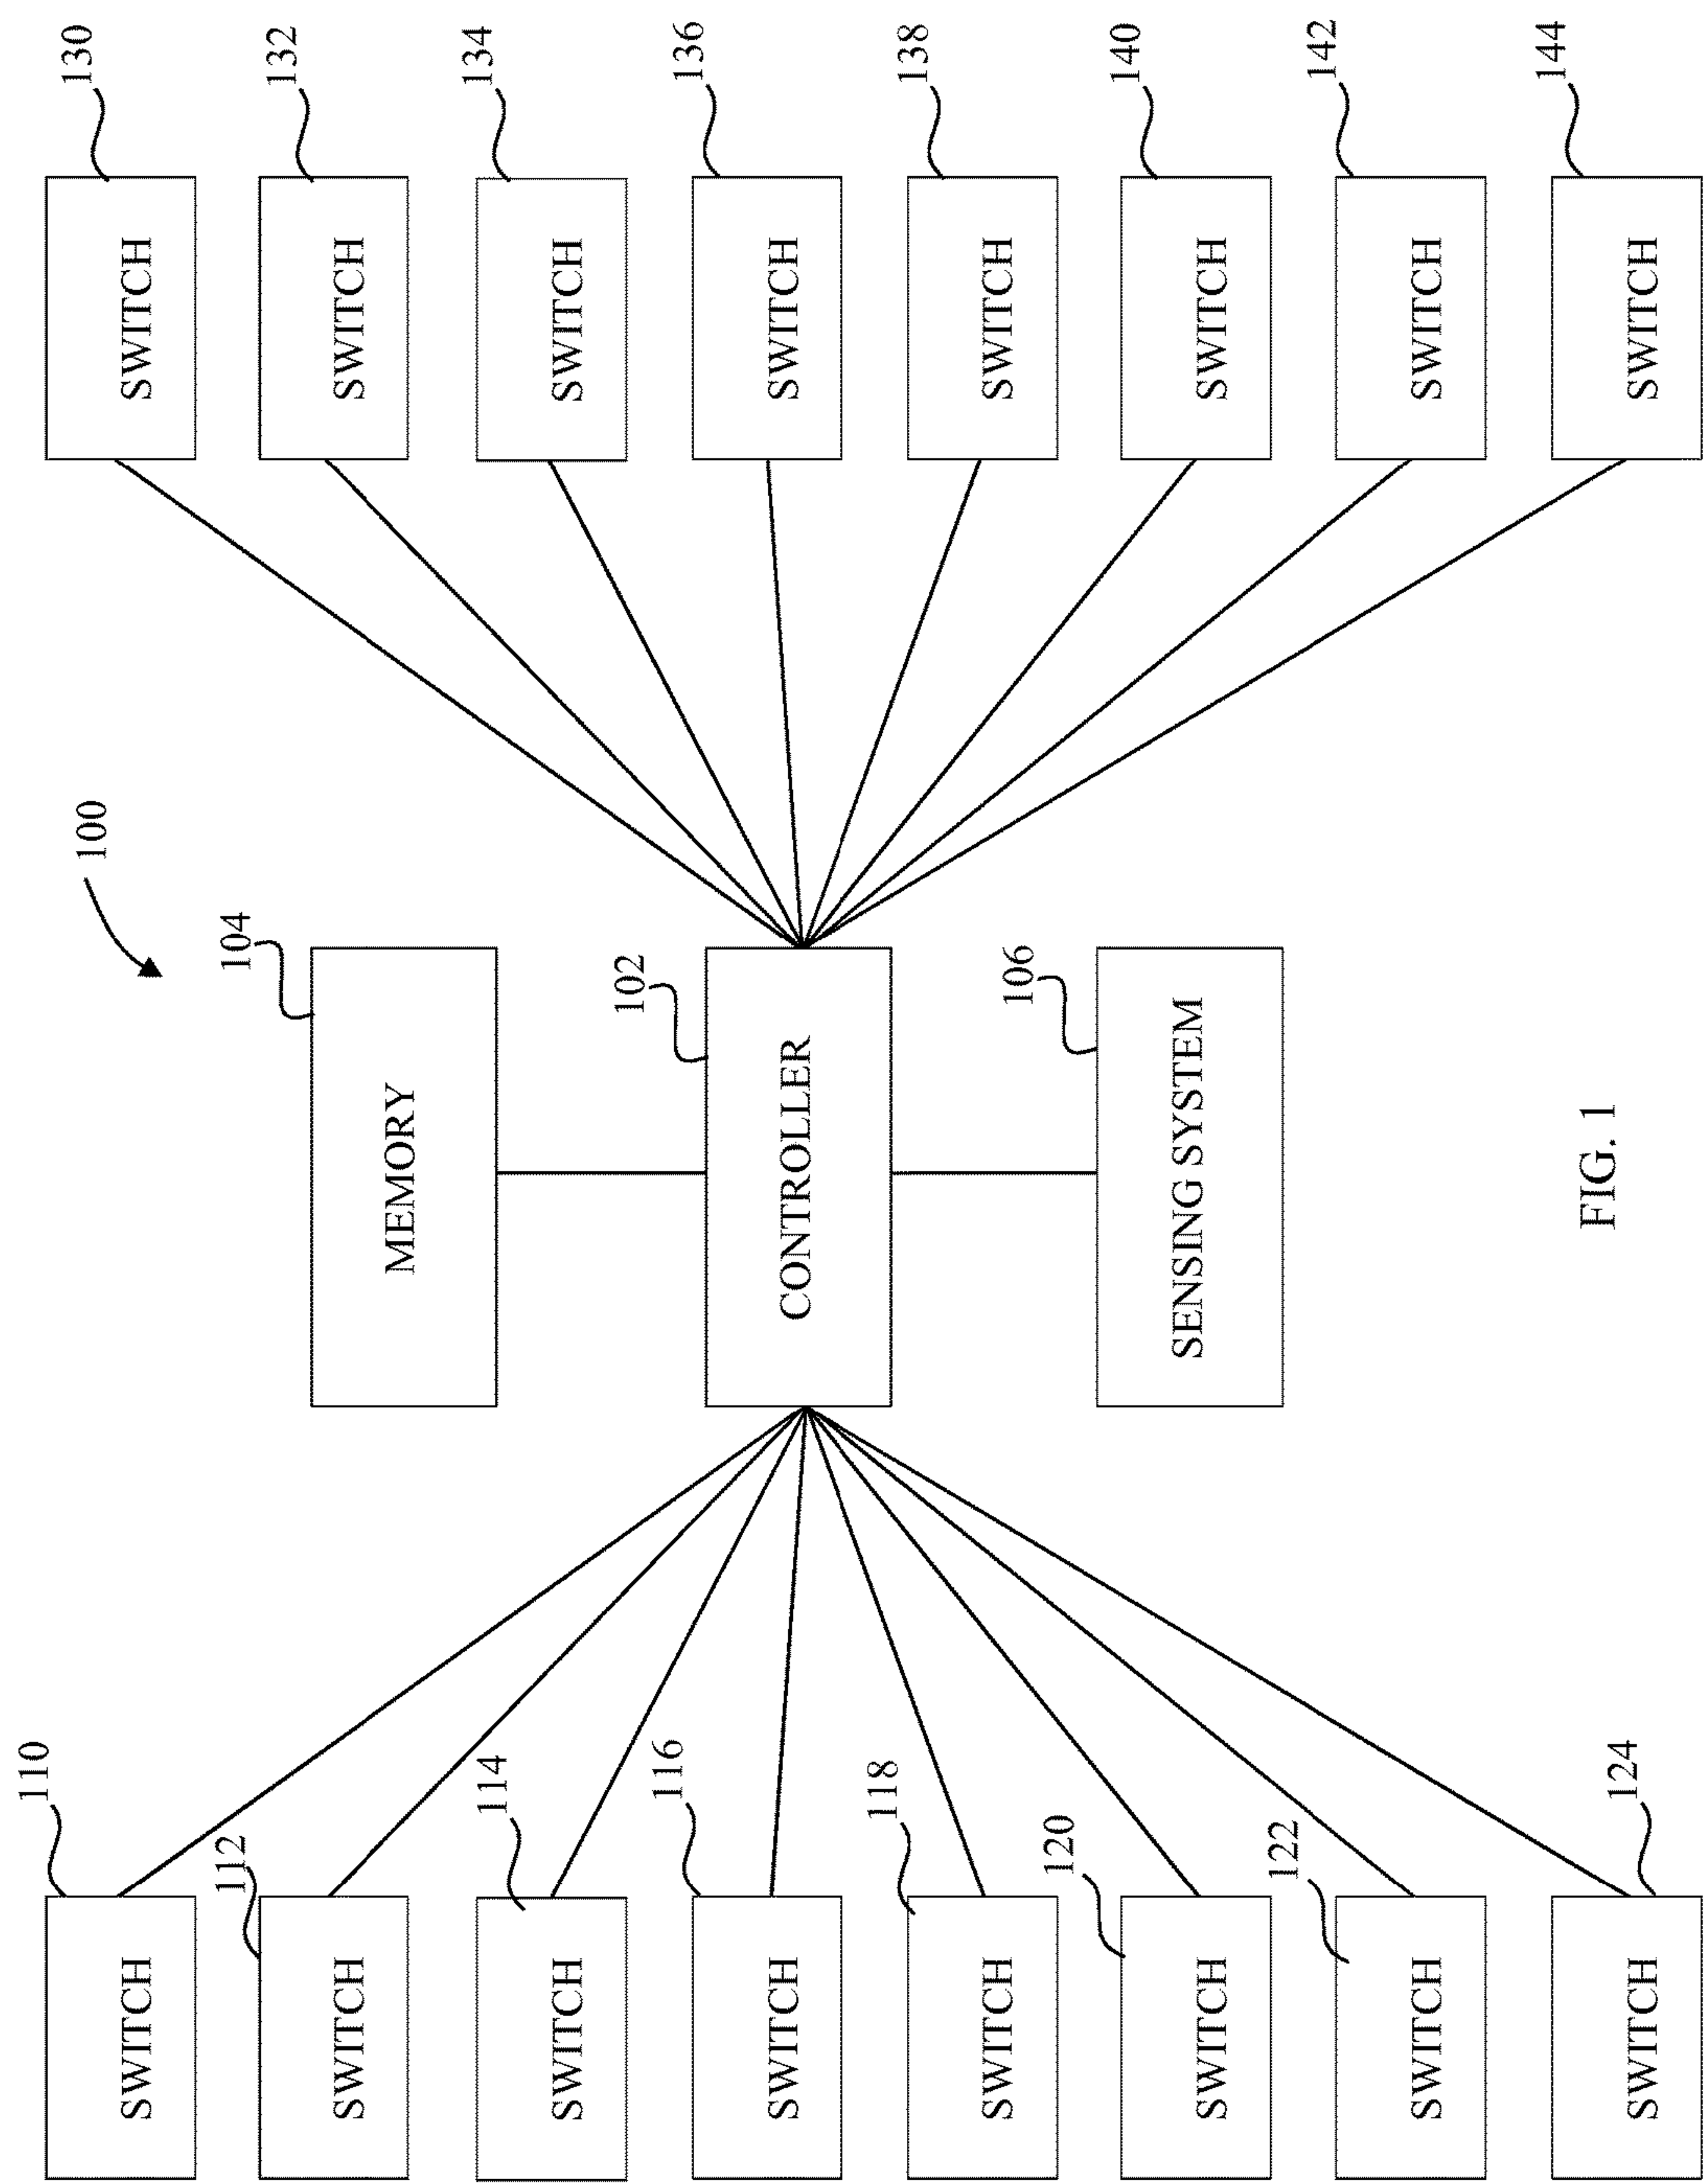 100
110
SWITCH
112
SWITCH
114
SWITCH
116
SWITCH
118
SWITCH
120
SWITCH
122
SWITCH
124
SWITCH
104
MEMORY
102
CONTROLLER
106
SENSING SYSTEM
SWITCH
130
SWITCH
132
SWITCH
134
SWITCH
136
SWITCH
138
SWITCH
140
SWITCH
142
SWITCH
144
FIG. 1